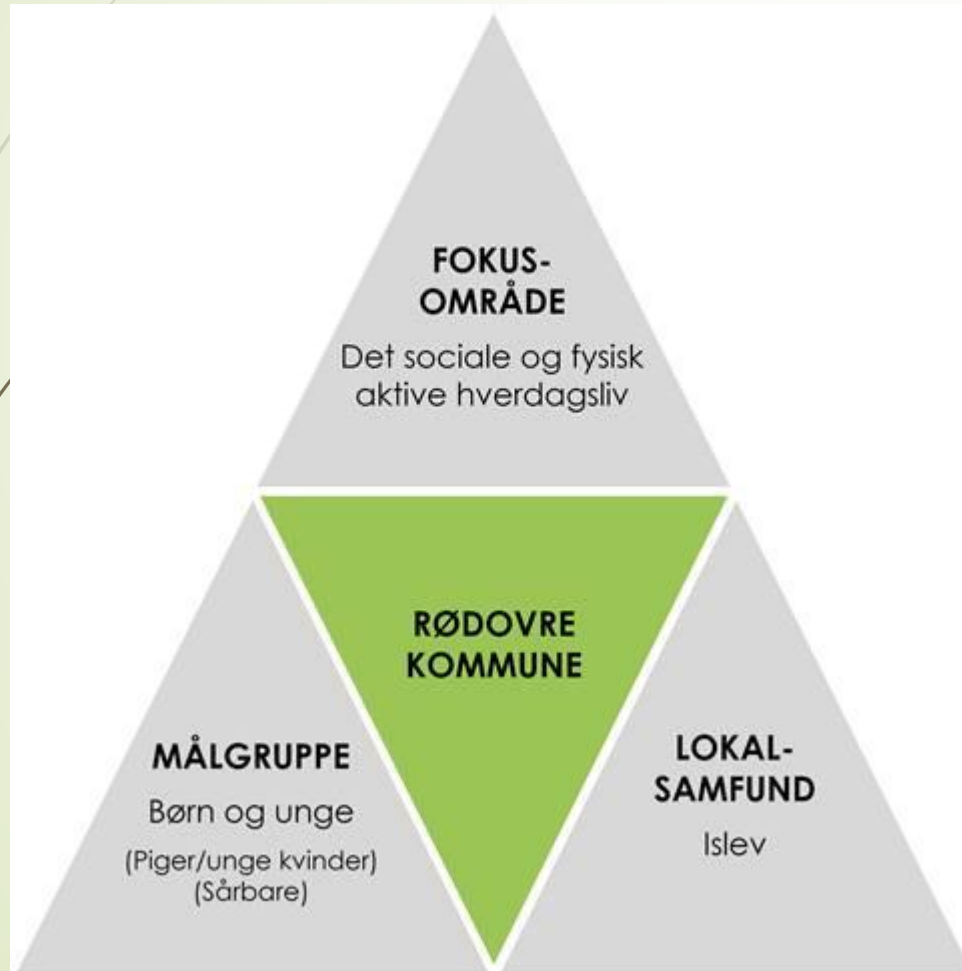 FOKUS-
OMRÅDE
Det sociale og fysisk
aktive hverdagsliv
RØDOVRE
KOMMUNE
MÅLGRUPPE
Børn og unge
(Piger/unge kvinder)
(Sårbare)
LOKAL-
SAMFUND
Islev